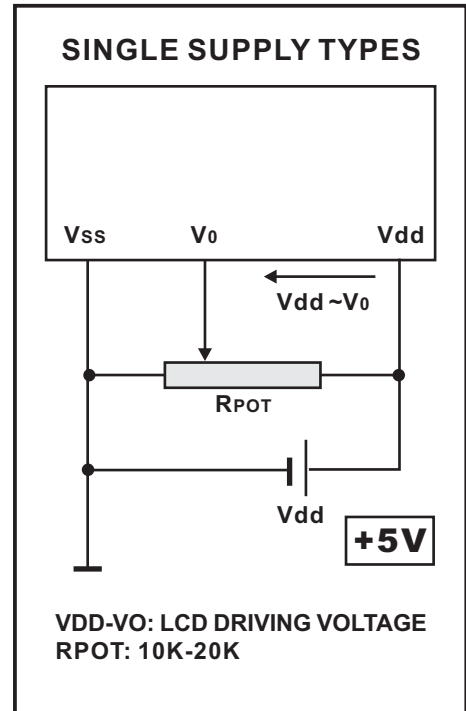 SINGLE SUPPLY TYPES
VSS V0 Vdd
Vdd ~V0
RPOT
Vdd
+5V
VDD-VO: LCD DRIVING VOLTAGE
RPOT: 10K-20K